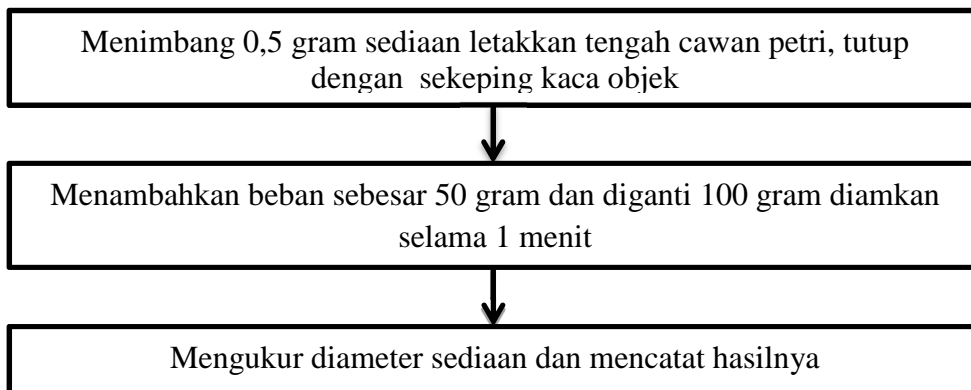 Menimbang 0,5 gram sediaan letakkan tengah cawan petri, tutup
dengan sekeping kaca objek
Menambahkan beban sebesar 50 gram dan diganti 100 gram diamkan
selama 1 menit
Mengukur diameter sediaan dan mencatat hasilnya